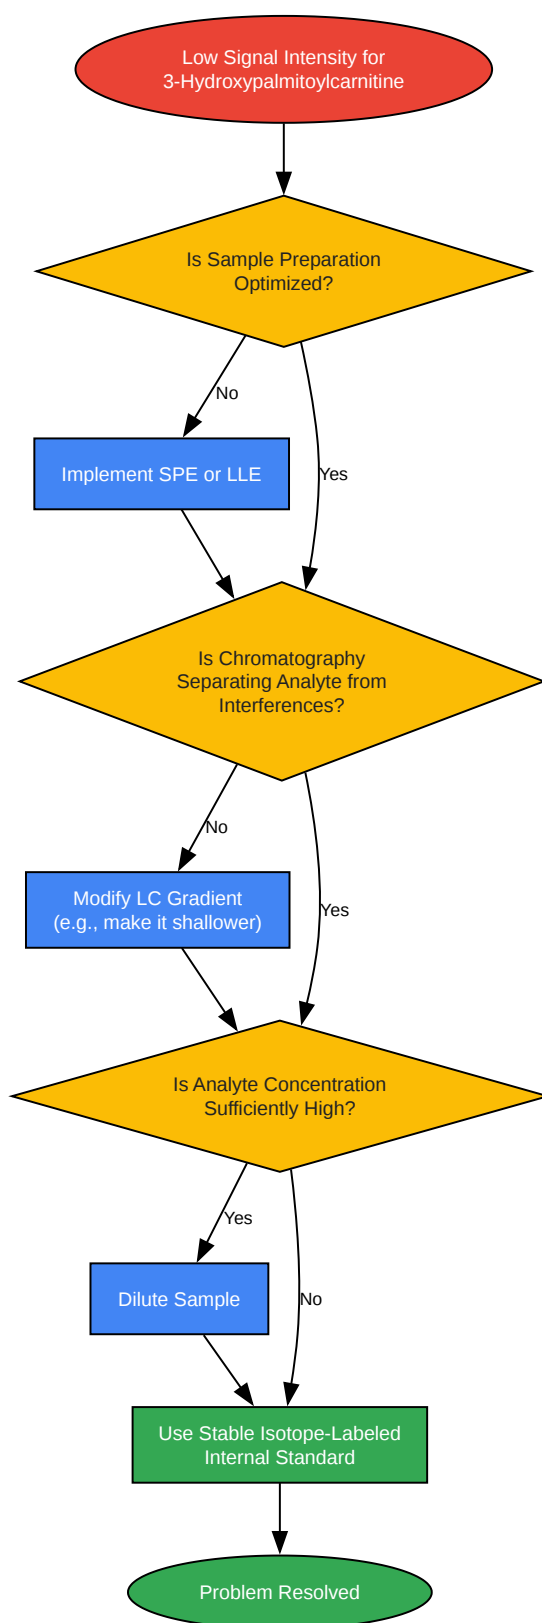 Low Signal Intensity for
3-Hydroxypalmitoylcarnitine
Is Sample Preparation
Optimized?
No
Implement SPE or LLE
Yes
Is Chromatography
Separating Analyte from
Interferences?
No
Modify LC Gradient
(e.g., make it shallower)
Yes
Is Analyte Concentration
Sufficiently High?
Yes
Dilute Sample
No
Use Stable Isotope-Labeled
Internal Standard
Problem Resolved